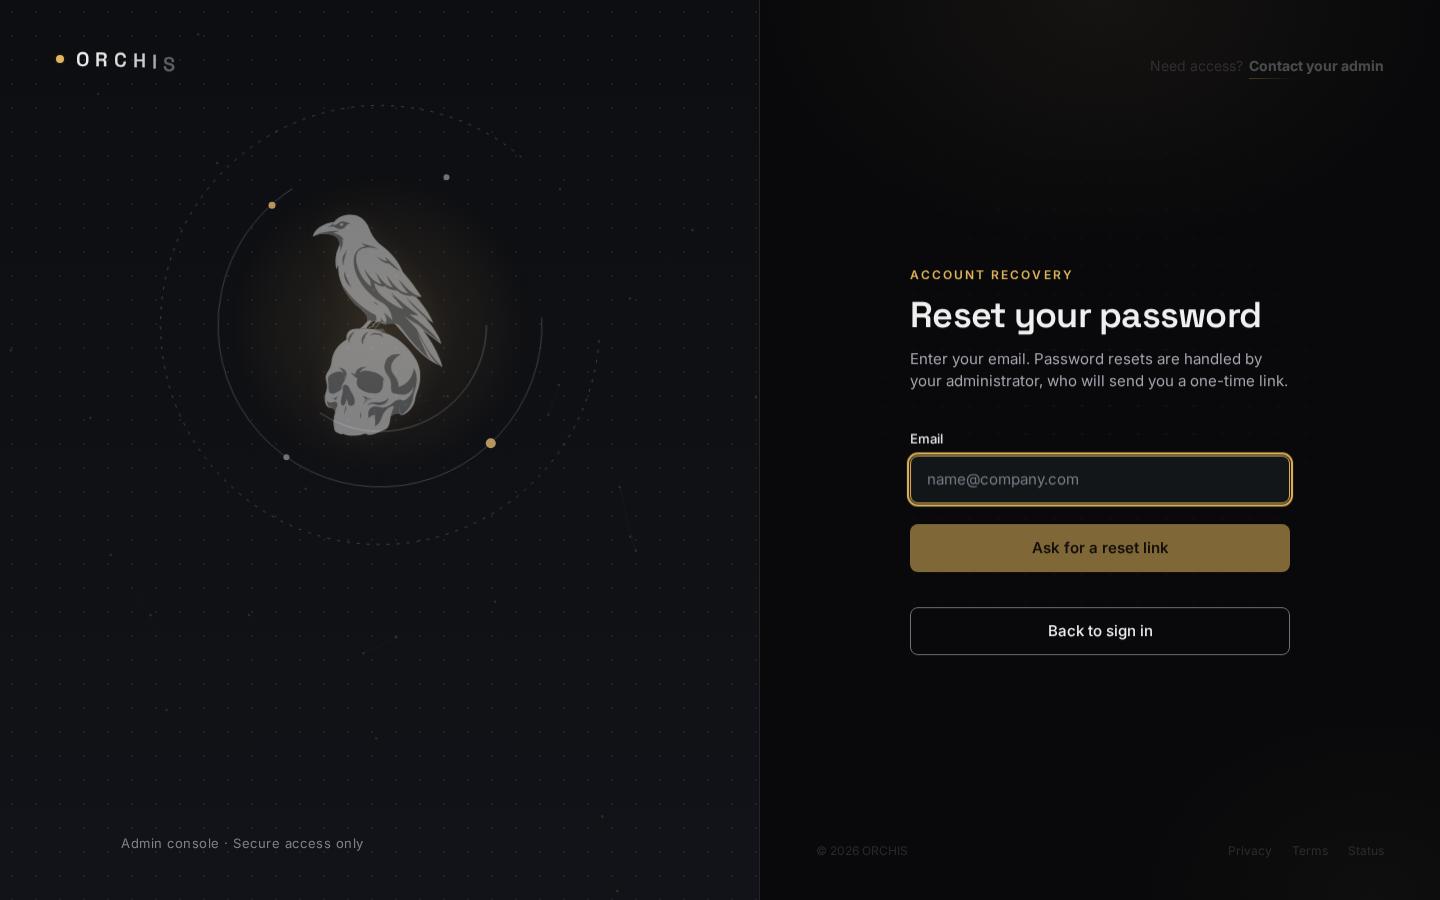 ORCHIS
Need access? Contact your admin
ACCOUNT RECOVERY
Reset your password
Enter your email. Password resets are handled by
your administrator, who will send you a one-time link.
Email
name@company.com
Ask for a reset link
Back to sign in
Admin console · Secure access only
© 2026 ORCHIS
Privacy Terms Status